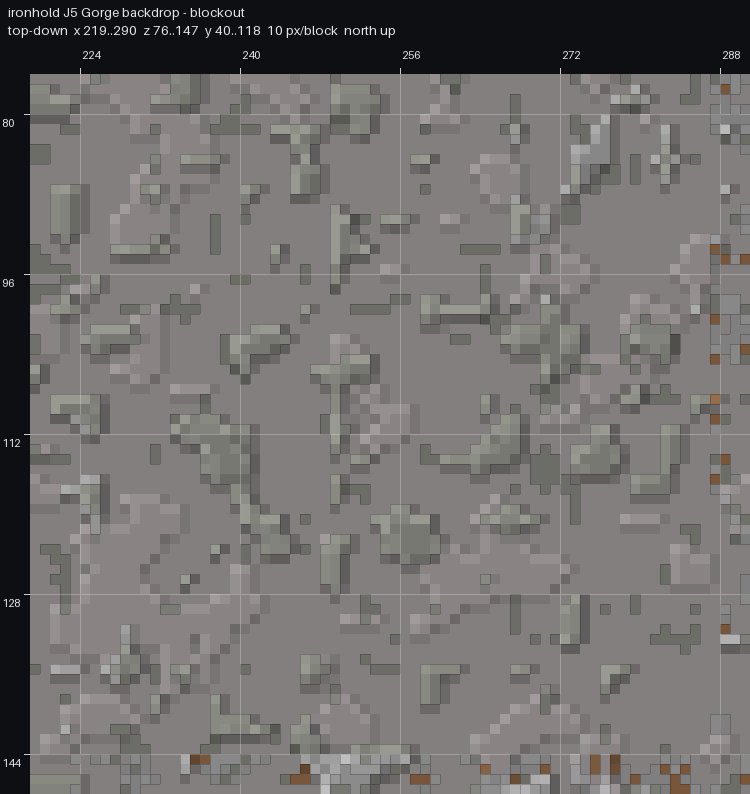 ironhold J5 Gorge backdrop - blockout
top-down  x 219..290  z 76..147  y 40..118  10 px/block  north up
224 240 256 272 288
80
96
112
128
144